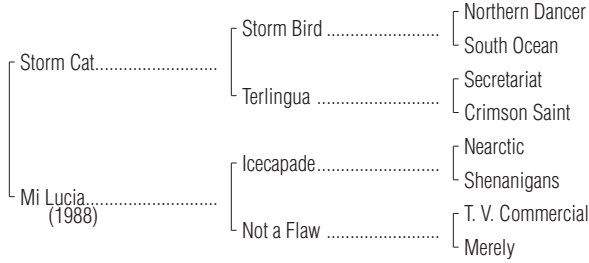 Northern Dancer
Storm Bird ........................
South Ocean
Storm Cat..........................
Secretariat
Terlingua ..........................
Crimson Saint
Nearctic
Icecapade..........................
Shenanigans
Mi Lucia............................
(1988)
T. V. Commercial
Not a Flaw ........................
Merely